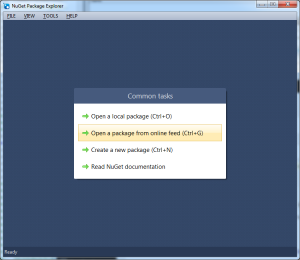 NuGet Package Explorer
FILE VIEW TOOLS HELP
Common tasks
Open a local package (Ctrl+O)
Open a package from online feed (Ctrl+G)
Create a new package (Ctrl+N)
Read NuGet documentation
Ready